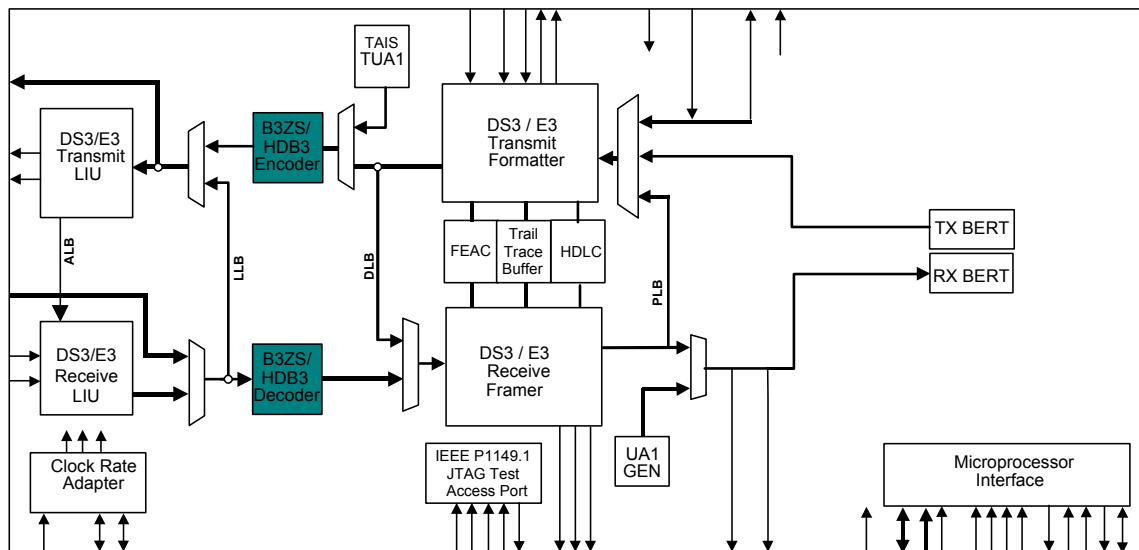 TAIS
TUA1
DS3/E3
Transmit
LIU
B3ZS/
HDB3
Encoder
DS3 / E3
Transmit
Formatter
ALB
LLB
DLB
FEAC
Trail
Trace
Buffer
HDLC
PLB
TX BERT
RX BERT
DS3/E3
Receive
LIU
B3ZS/
HDB3
Decoder
DS3 / E3
Receive
Framer
UA1
GEN
Clock Rate
Adapter
IEEE P1149.1
JTAG Test
Access Port
Microprocessor
Interface